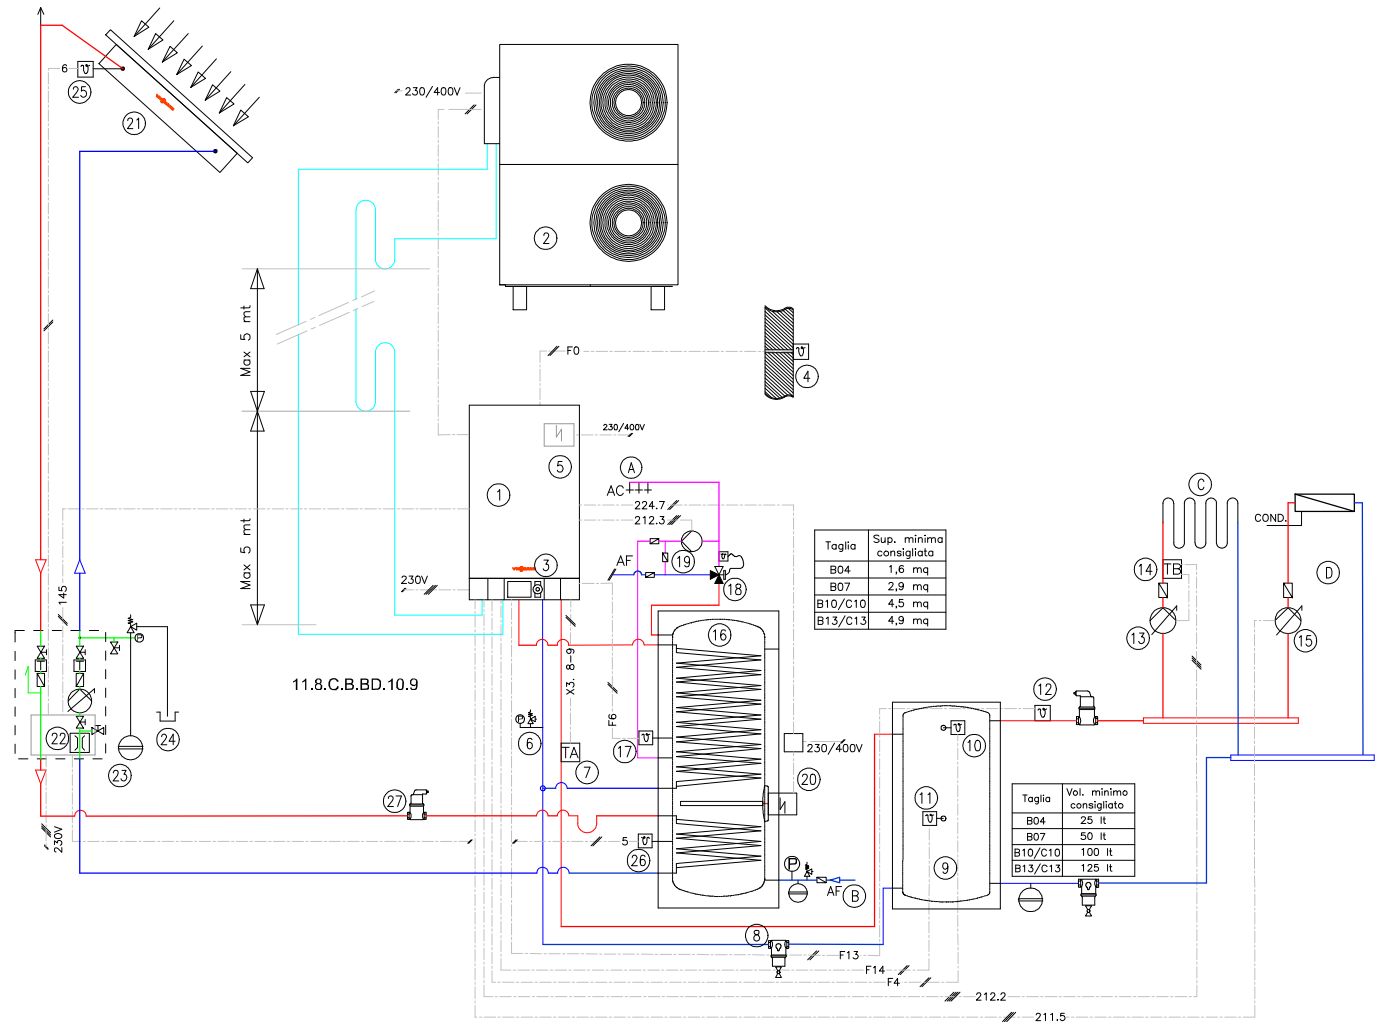 6
25
21
230/400V
2
Max 5 mt
Max 5 mt
F0
4
230/400V
5
1
3
A
AC
224.7
212.3
19
AF
18
230V
145
C
COND.
14
TB
D
13
15
Taglia
Sup. minima
consigliata
B04
1,6 mq
B07
2,9 mq
B10/C10
4,5 mq
B13/C13
4,9 mq
16
11.8.C.B.BD.10.9
X3. 8-9
F6
P
P
6
17
TA
7
22
23
24
12
10
230/400V
20
27
11
Taglia
Vol. minimo
consigliato
B04
25 lt
B07
50 lt
B10/C10
100 lt
B13/C13
125 lt
230V
5
26
P
AF
B
9
8
F13
F14
F4
212.2
211.5